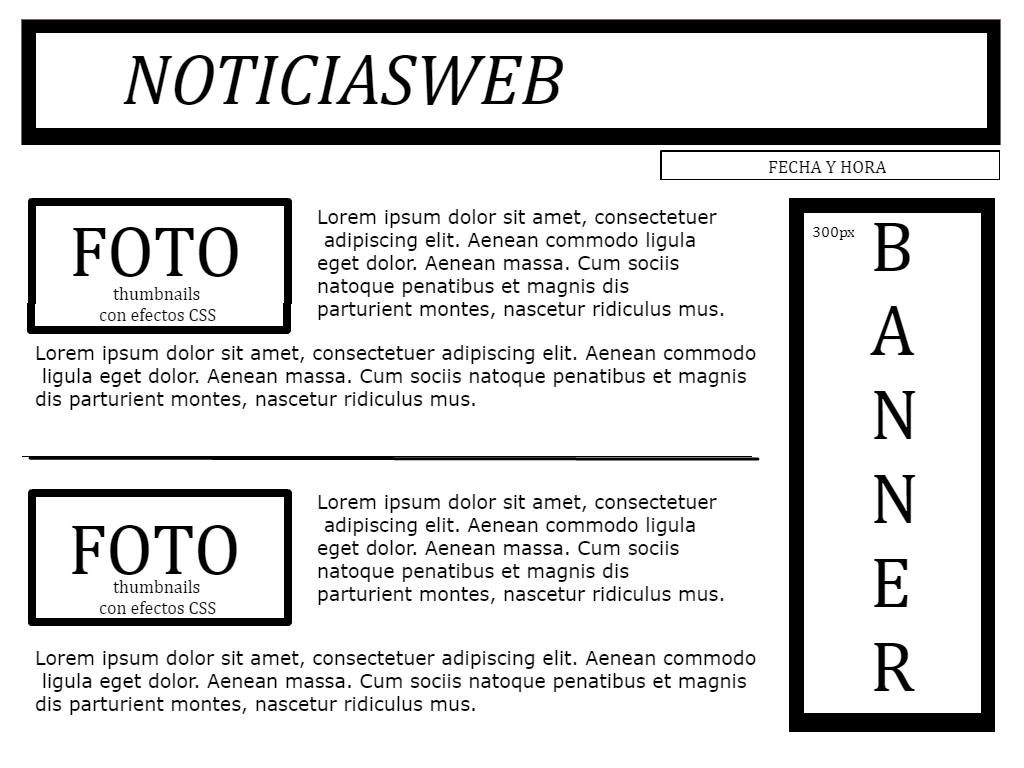 NOTICIASWEB
FECHA Y HORA
FOTO
thumbnails
con efectos CSS
Lorem ipsum dolor sit amet, consectetuer
adipiscing elit. Aenean commodo ligula
eget dolor. Aenean massa. Cum sociis
natoque penatibus et magnis dis
parturient montes, nascetur ridiculus mus.
Lorem ipsum dolor sit amet, consectetuer adipiscing elit. Aenean commodo
ligula eget dolor. Aenean massa. Cum sociis natoque penatibus et magnis
dis parturient montes, nascetur ridiculus mus.
FOTO
thumbnails
con efectos CSS
Lorem ipsum dolor sit amet, consectetuer
adipiscing elit. Aenean commodo ligula
eget dolor. Aenean massa. Cum sociis
natoque penatibus et magnis dis
parturient montes, nascetur ridiculus mus.
Lorem ipsum dolor sit amet, consectetuer adipiscing elit. Aenean commodo
ligula eget dolor. Aenean massa. Cum sociis natoque penatibus et magnis
dis parturient montes, nascetur ridiculus mus.
300px
B
A
N
N
E
R